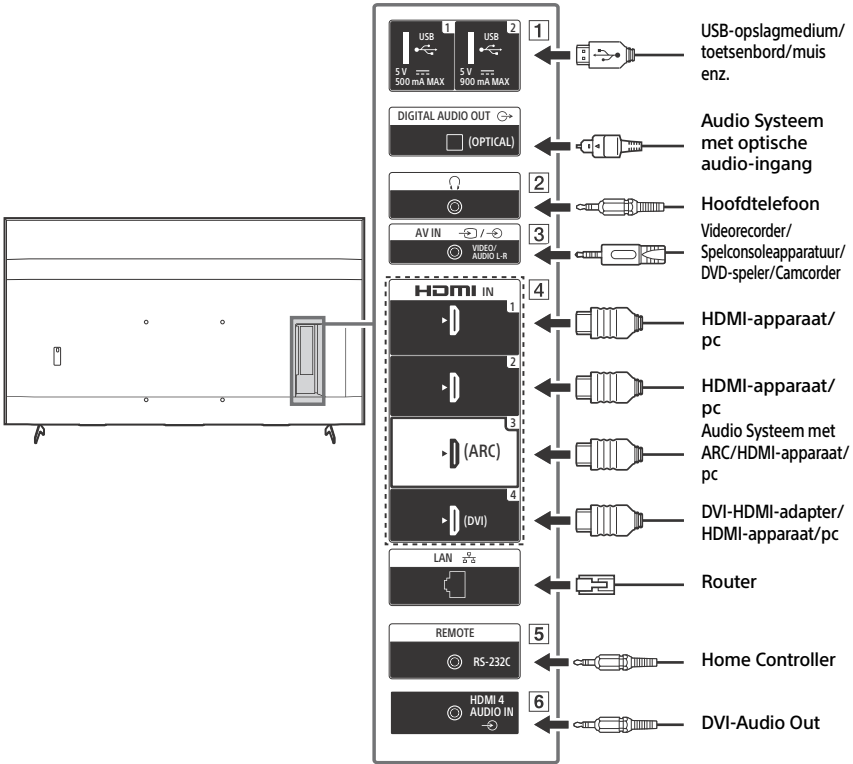 1
USB
2
USB
1
5 V
500 mA MAX
5 V
900 mA MAX
USB-opslagmedium/
toetsenbord/muis
enz.
DIGITAL AUDIO OUT
(OPTICAL)
Audio Systeem
met optische
audio-ingang
2
Hoofdtelefoon
AV IN
/
3
VIDEO/
AUDIO L-R
Videorecorder/
Spelconsoleapparatuur/
DVD-speler/Camcorder
HDMI IN
4
1
HDMI-apparaat/
pc
2
HDMI-apparaat/
pc
3
(ARC)
Audio Systeem met
ARC/HDMI-apparaat/
pc
4
(DVI)
DVI-HDMI-adapter/
HDMI-apparaat/pc
LAN
Router
REMOTE
5
RS-232C
Home Controller
HDMI 4
AUDIO IN
6
DVI-Audio Out